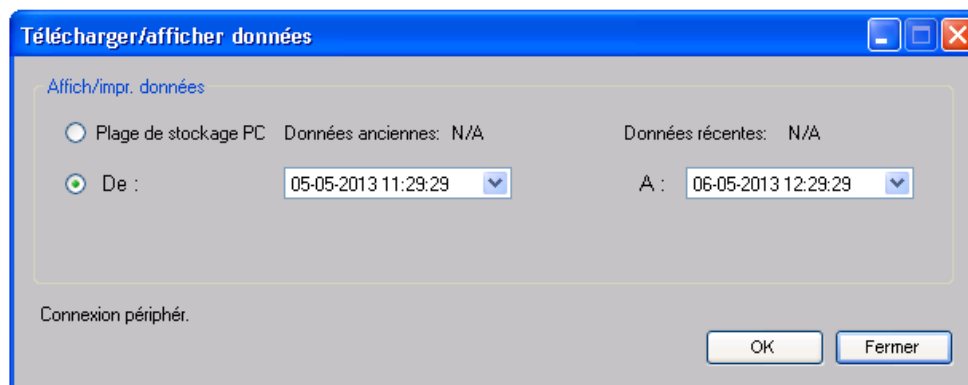 Télécharger/afficher données
Affich/impr. données
Plage de stockage PC Données anciennes: N/A Données récentes: N/A
De : 05-05-2013 11:29:29 A : 06-05-2013 12:29:29
Connexion périphér.
OK Fermer